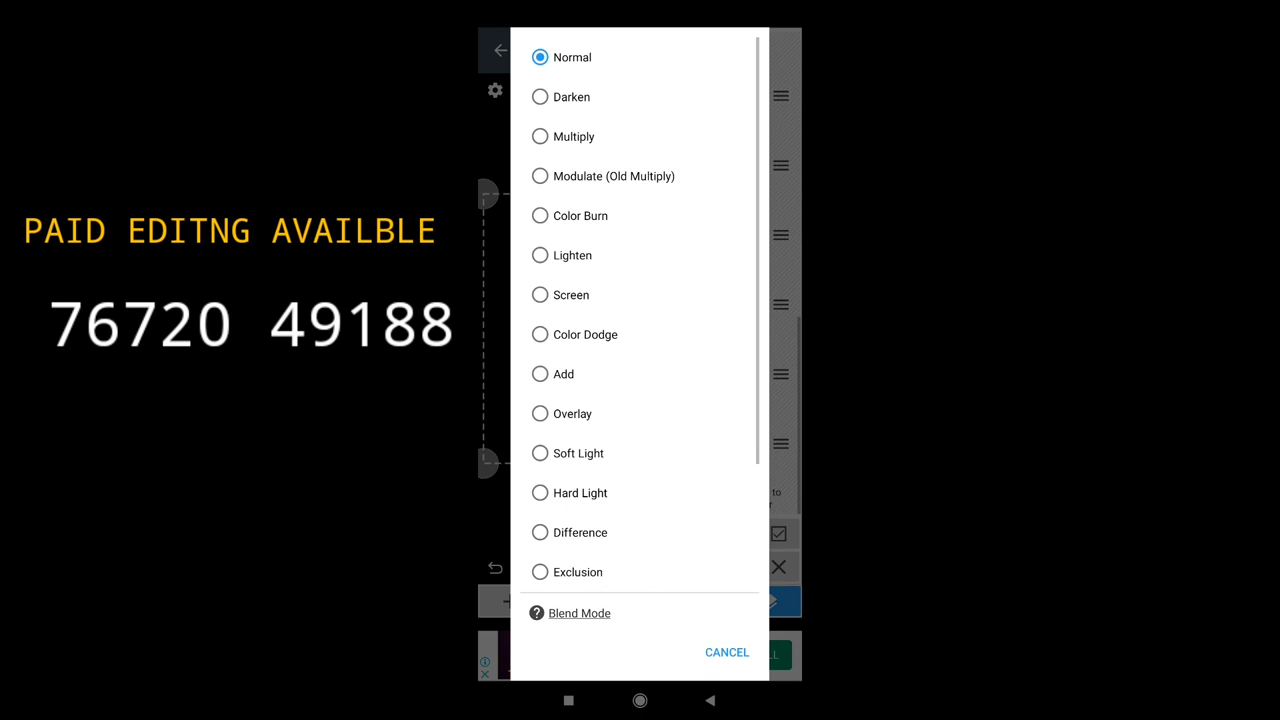 PAID EDITNG AVAILBLE
76720 49188
Normal
Darken
Multiply
Modulate (Old Multiply)
Color Burn
Lighten
Screen
Color Dodge
Add
Overlay
Soft Light
Hard Light
Difference
Exclusion
to
Blend Mode
CANCEL